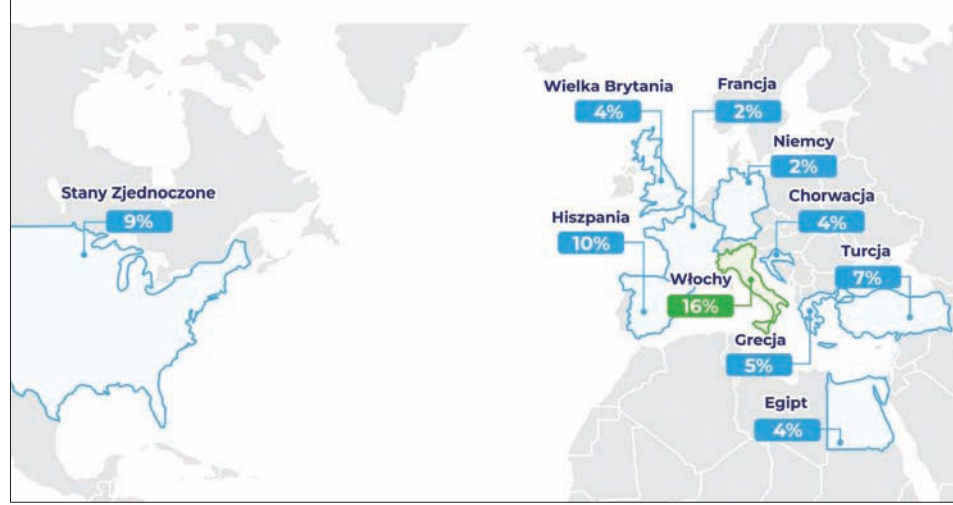 Wielka Brytania
4%
Francja
2%
Niemcy
2%
Stany Zjednoczone
9%
Chorwacja
4%
Hiszpania
10%
Turcja
7%
Włochy
16%
Grecja
5%
Egipt
4%